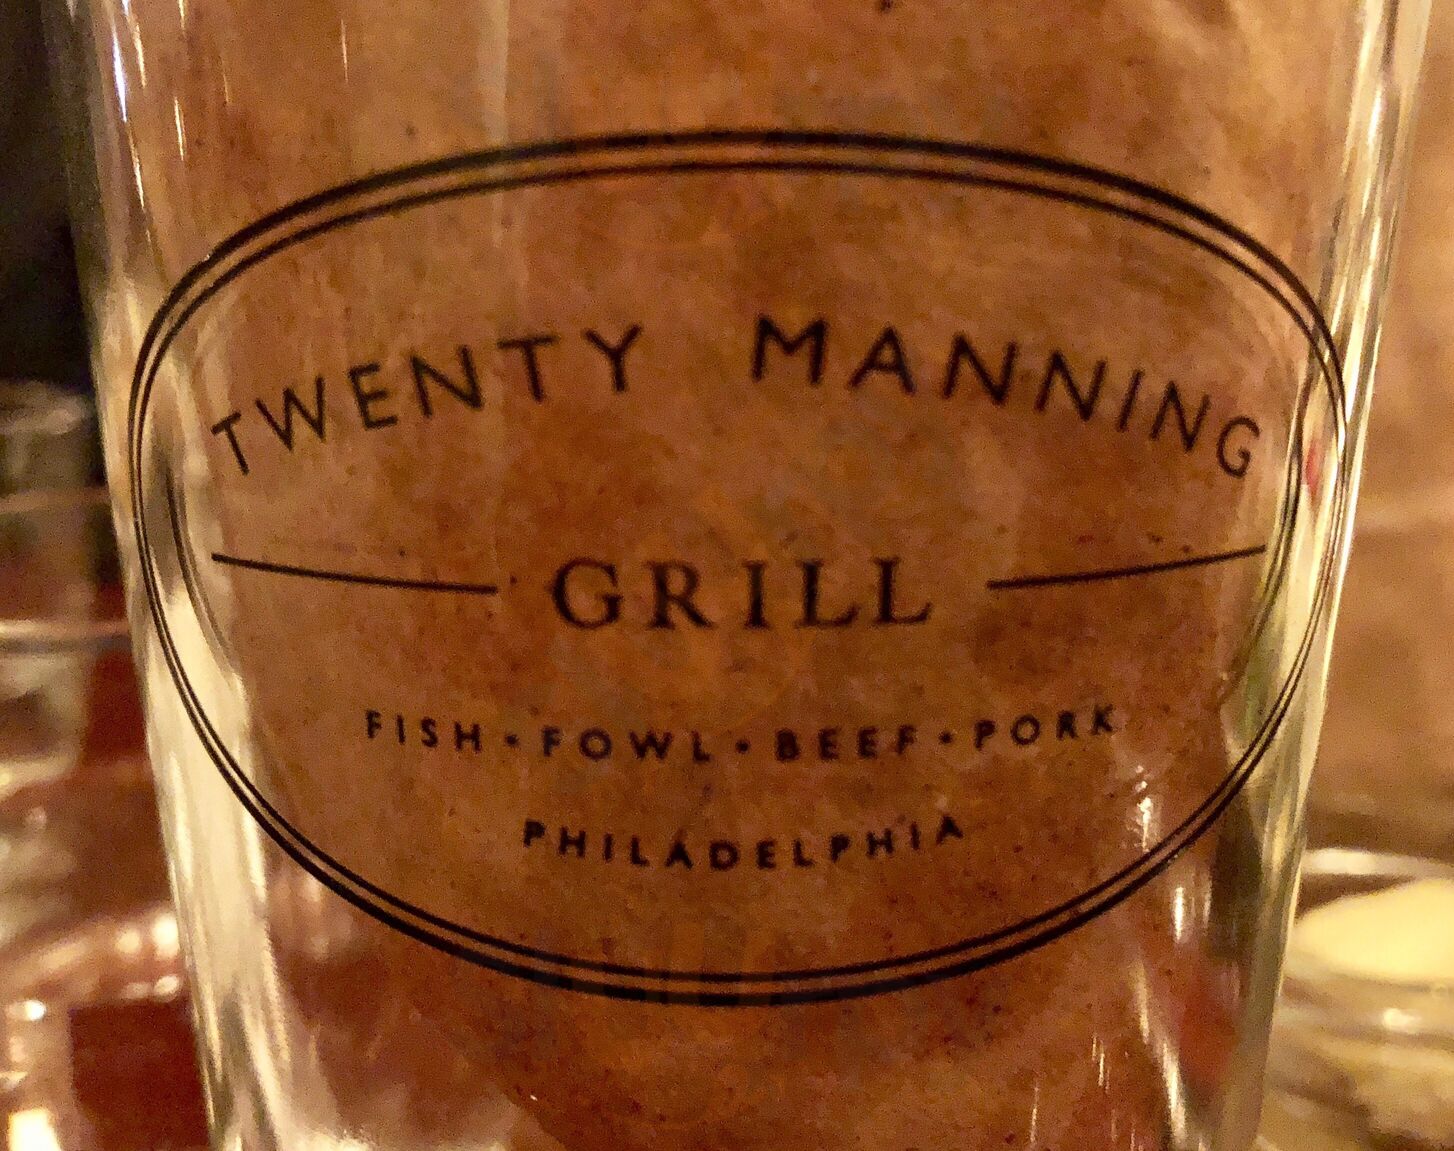 TWENTY MANNING
GRILL
FISH • FOWL • BEEF • PORK
PHILADELPHIA